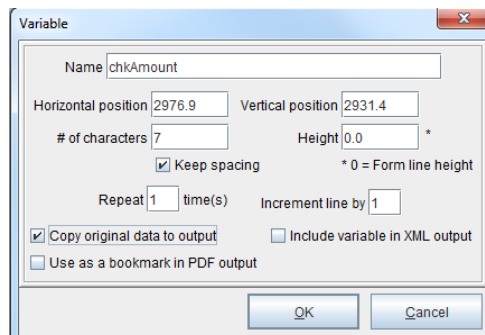 Variable
Name chkAmount
Horizontal position 2976.9 Vertical position 2931.4
# of characters 7 Height 0.0 *
Keep spacing * 0 = Form line height
Repeat 1 time(s) Increment line by 1
Copy original data to output Include variable in XML output
Use as a bookmark in PDF output
OK Cancel